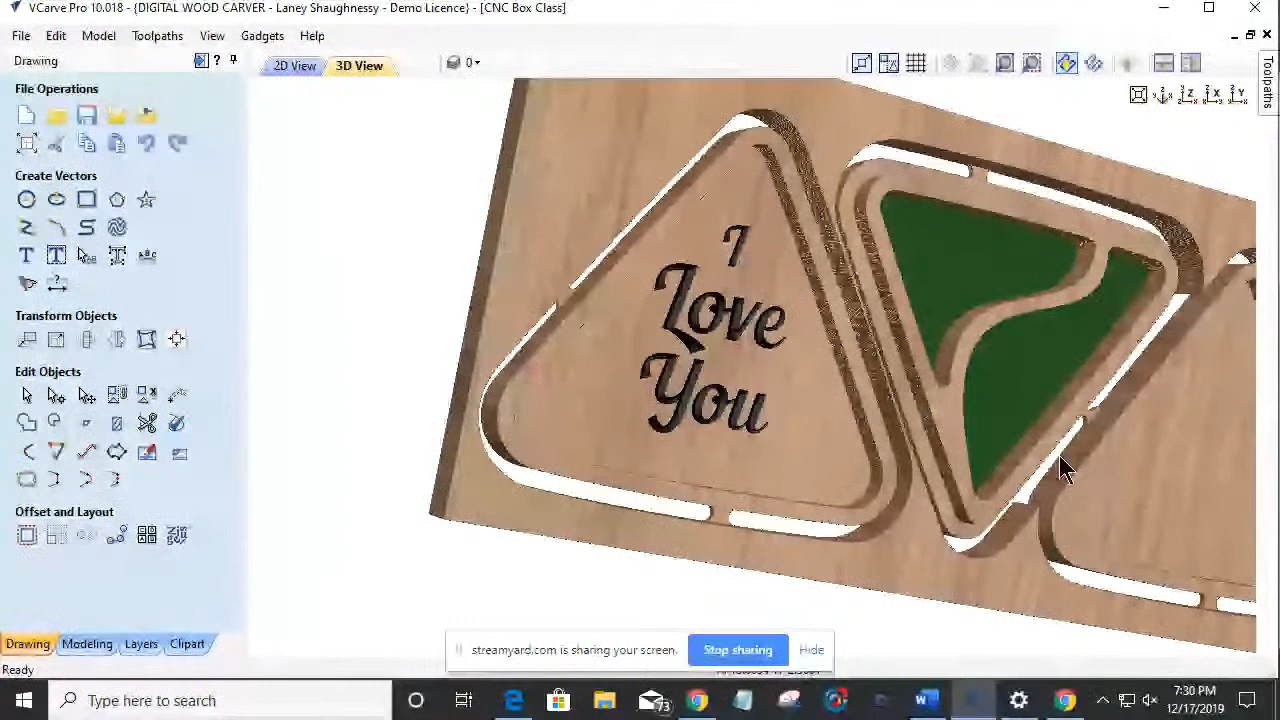 VCarve Pro 10.018 - {DIGITAL WOOD CARVER - Laney Shaughnessy - Demo Licence} - [CNC Box Class]
File Edit Model Toolpaths View Gadgets Help
Drawing
2D View 3D View 0
Toolpaths
File Operations
Create Vectors
Transform Objects
Edit Objects
Offset and Layout
I
Love
You
Drawing Modeling Layers Clipart
streamyard.com is sharing your screen. Stop sharing Hide
Ready
Type here to search
73
7:30 PM
12/17/2019